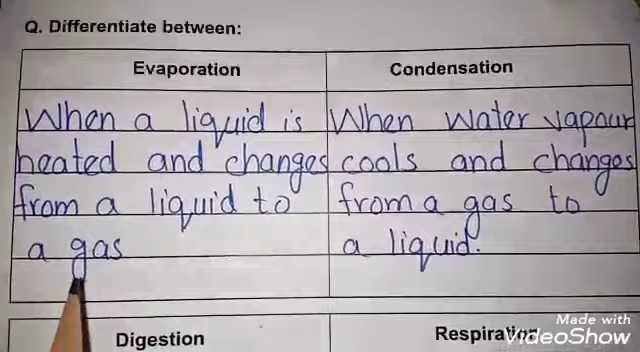 Q. Differentiate between:
Evaporation
Condensation
When a liquid is
heated and changes
from a liquid to
a gas
When water vapour
cools and changes
from a gas to
a liquid.
Digestion
Respiration
Made with
VideoShow